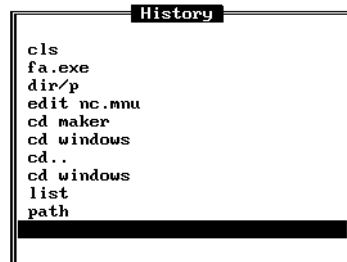 History
cls
fa.exe
dir/p
edit nc.mnu
cd maker
cd windows
cd..
cd windows
list
path